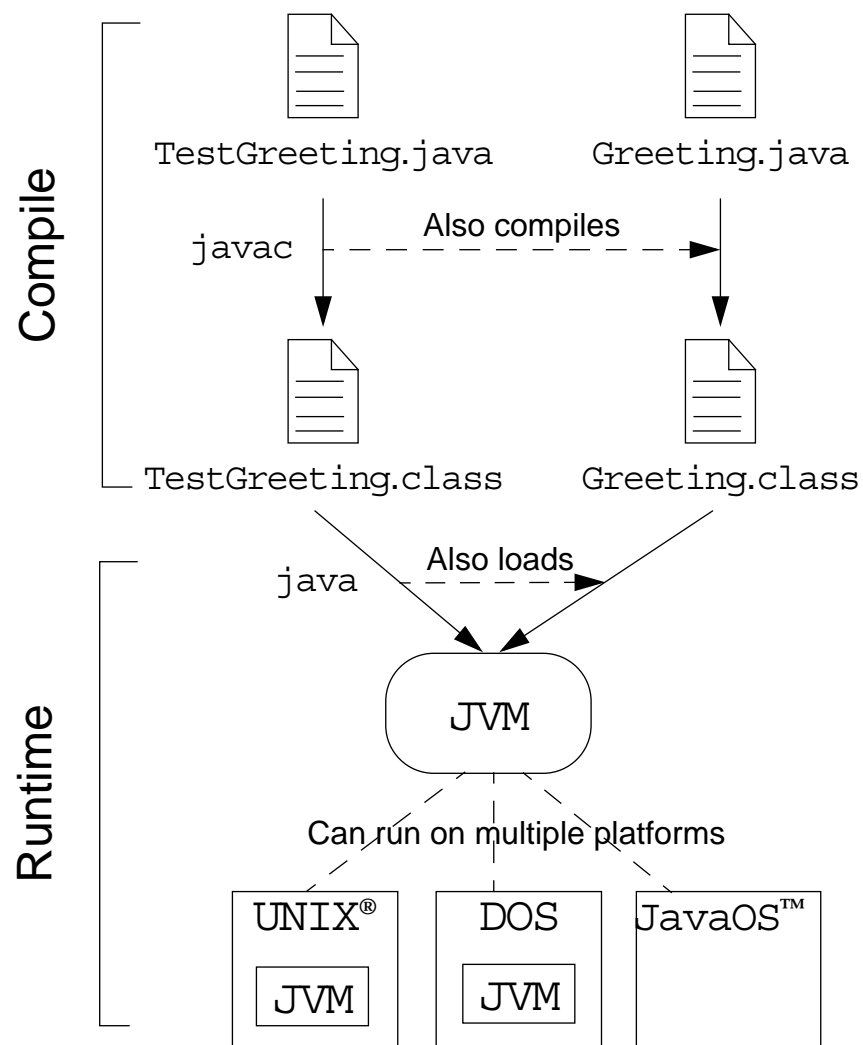 Compile
TestGreeting.java
Greeting.java
javac
Also compiles
TestGreeting.class
Greeting.class
Runtime
java
Also loads
JVM
Can run on multiple platforms
UNIX®
DOS
JavaOS™
JVM
JVM